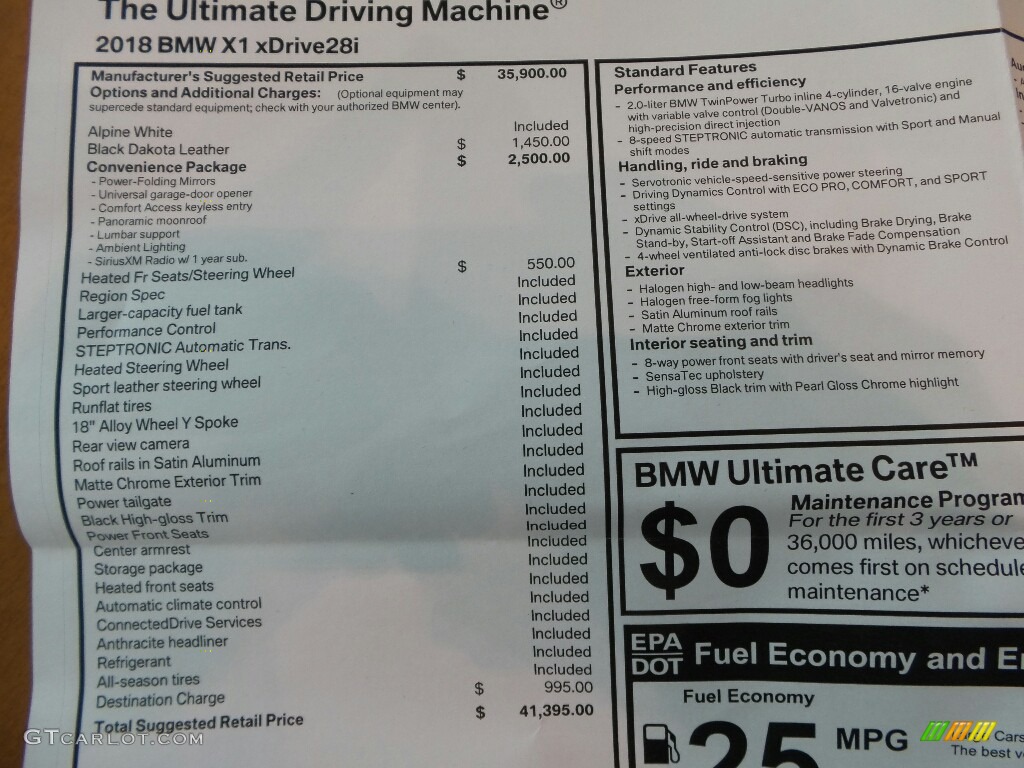 The Ultimate Driving Machine®
2018 BMW X1 xDrive28i
Manufacturer's Suggested Retail Price $ 35,900.00
Options and Additional Charges: (Optional equipment may
supercede standard equipment; check with your authorized BMW center).
Alpine White Included
Black Dakota Leather $ 1,450.00
Convenience Package $ 2,500.00
- Power-Folding Mirrors
- Universal garage-door opener
- Comfort Access keyless entry
- Panoramic moonroof
- Lumbar support
- Ambient Lighting
- SiriusXM Radio w/ 1 year sub.
Heated Fr Seats/Steering Wheel $ 550.00
Region Spec Included
Larger-capacity fuel tank Included
Performance Control Included
STEPTRONIC Automatic Trans. Included
Heated Steering Wheel Included
Sport leather steering wheel Included
Runflat tires Included
18" Alloy Wheel Y Spoke Included
Rear view camera Included
Roof rails in Satin Aluminum Included
Matte Chrome Exterior Trim Included
Power tailgate Included
Black High-gloss Trim Included
Power Front Seats Included
Center armrest Included
Storage package Included
Heated front seats Included
Automatic climate control Included
ConnectedDrive Services Included
Anthracite headliner Included
Refrigerant Included
All-season tires Included
Destination Charge $ 995.00
Total Suggested Retail Price $ 41,395.00
Standard Features
Performance and efficiency
- 2.0-liter BMW TwinPower Turbo inline 4-cylinder, 16-valve engine
with variable valve control (Double-VANOS and Valvetronic) and
high-precision direct injection
- 8-speed STEPTRONIC automatic transmission with Sport and Manual
shift modes
Handling, ride and braking
- Servotronic vehicle-speed-sensitive power steering
- Driving Dynamics Control with ECO PRO, COMFORT, and SPORT
settings
- xDrive all-wheel-drive system
- Dynamic Stability Control (DSC), including Brake Drying, Brake
Stand-by, Start-off Assistant and Brake Fade Compensation
- 4-wheel ventilated anti-lock disc brakes with Dynamic Brake Control
Exterior
- Halogen high- and low-beam headlights
- Halogen free-form fog lights
- Satin Aluminum roof rails
- Matte Chrome exterior trim
Interior seating and trim
- 8-way power front seats with driver's seat and mirror memory
- SensaTec upholstery
- High-gloss Black trim with Pearl Gloss Chrome highlight
BMW Ultimate Care™
$0
Maintenance Program
For the first 3 years or
36,000 miles, whicheve
comes first on schedule
maintenance*
EPA
DOT
Fuel Economy and E
Fuel Economy
25 MPG
Cars
The best v
GTCARLOT.COM